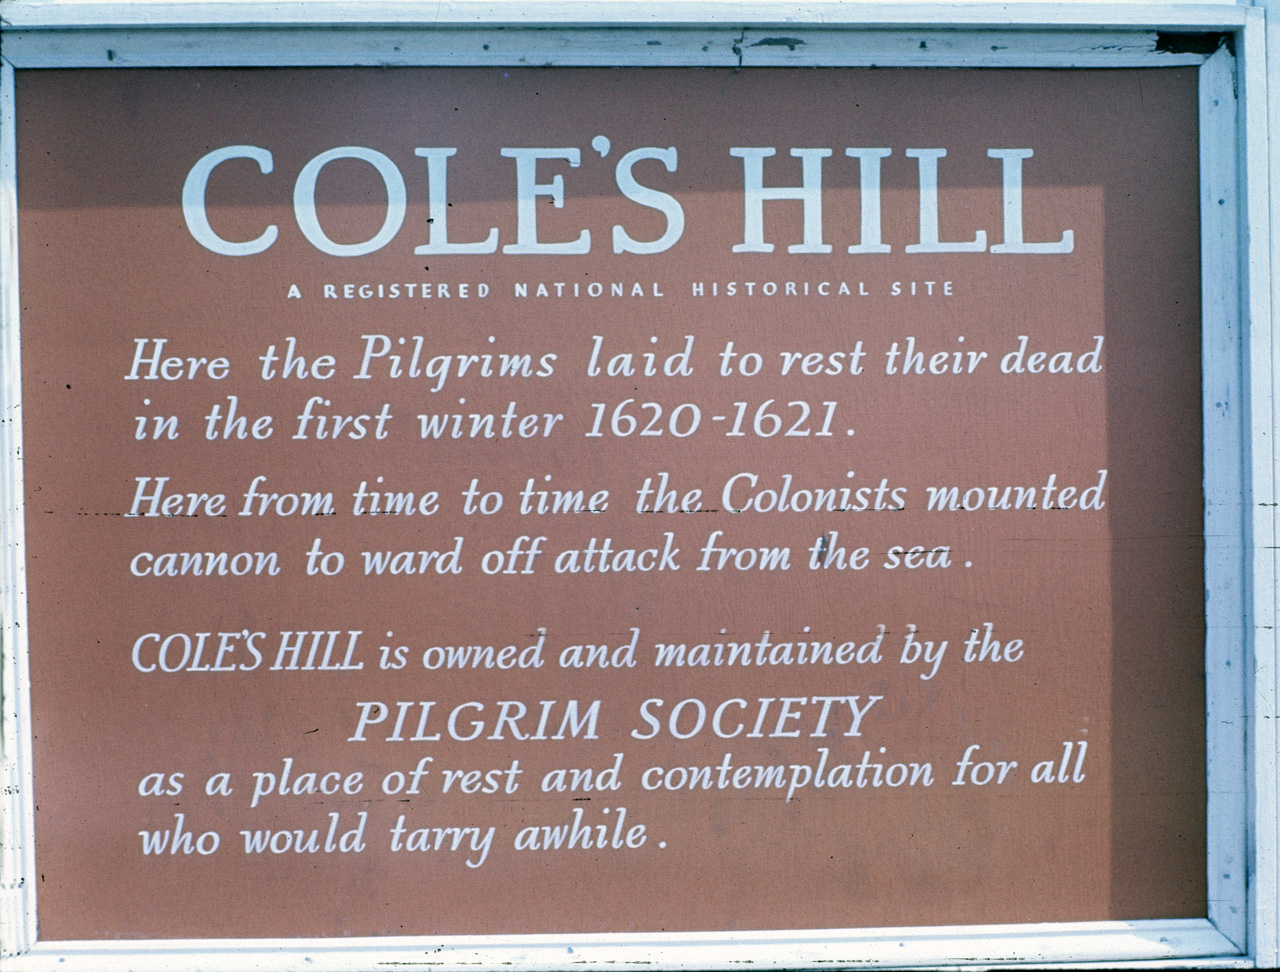 COLE'S HILL
A REGISTERED NATIONAL HISTORICAL SITE
Here the Pilgrims laid to rest their dead
in the first winter 1620-1621.
Here from time to time the Colonists mounted
cannon to ward off attack from the sea.
COLE'S HILL is owned and maintained by the
PILGRIM SOCIETY
as a place of rest and contemplation for all
who would tarry awhile.